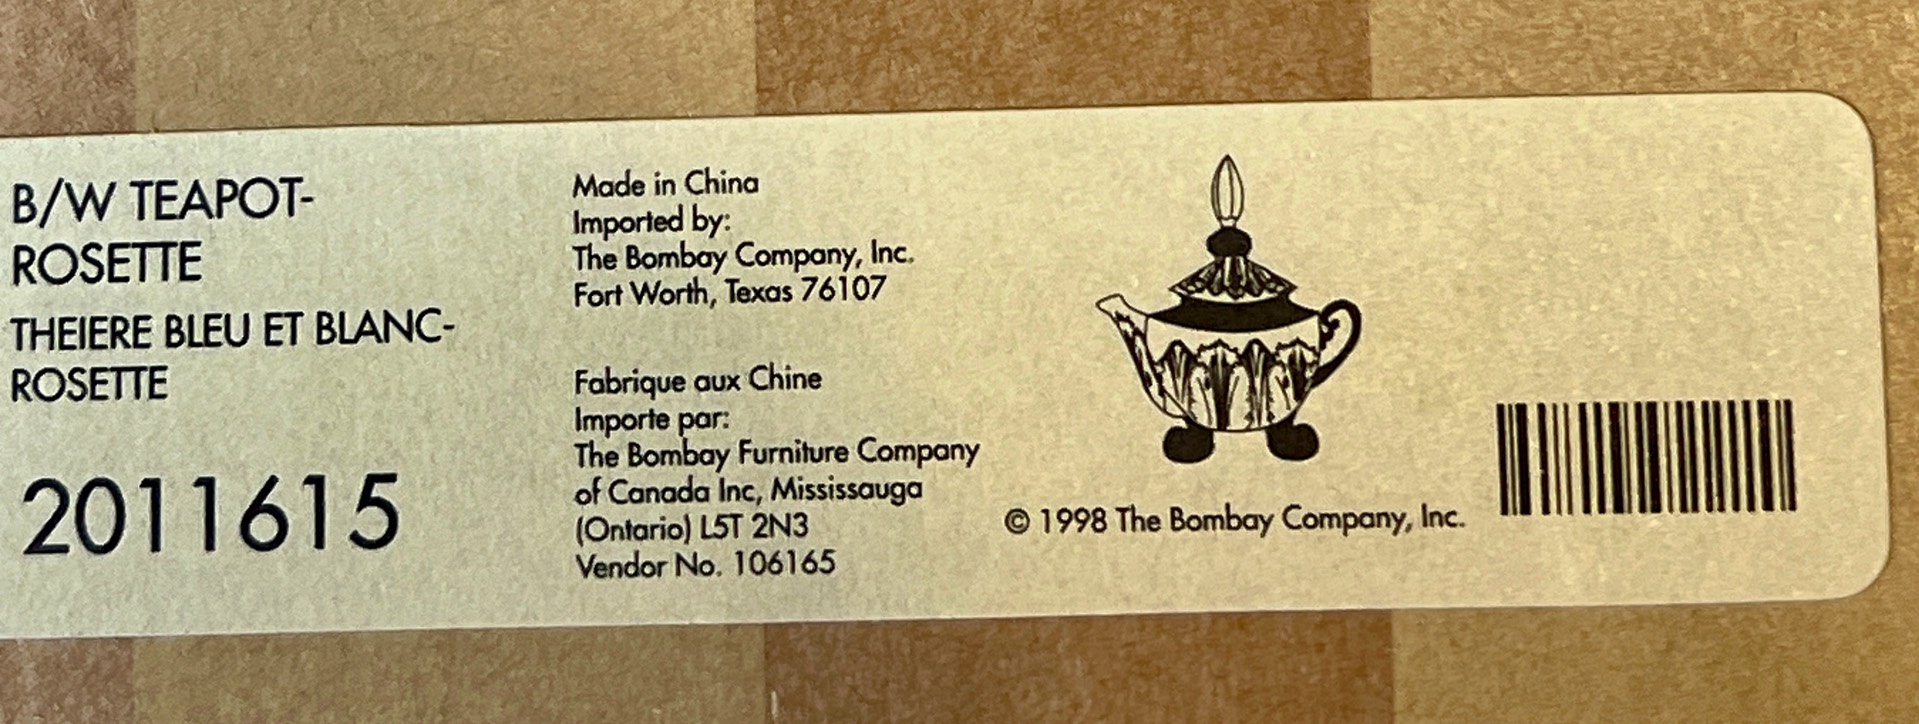 B/W TEAPOT-
ROSETTE
THEIERE BLEU ET BLANC-
ROSETTE
2011615
Made in China
Imported by:
The Bombay Company, Inc.
Fort Worth, Texas 76107
Fabrique aux Chine
Importe par:
The Bombay Furniture Company
of Canada Inc, Mississauga
(Ontario) L5T 2N3
Vendor No. 106165
© 1998 The Bombay Company, Inc.